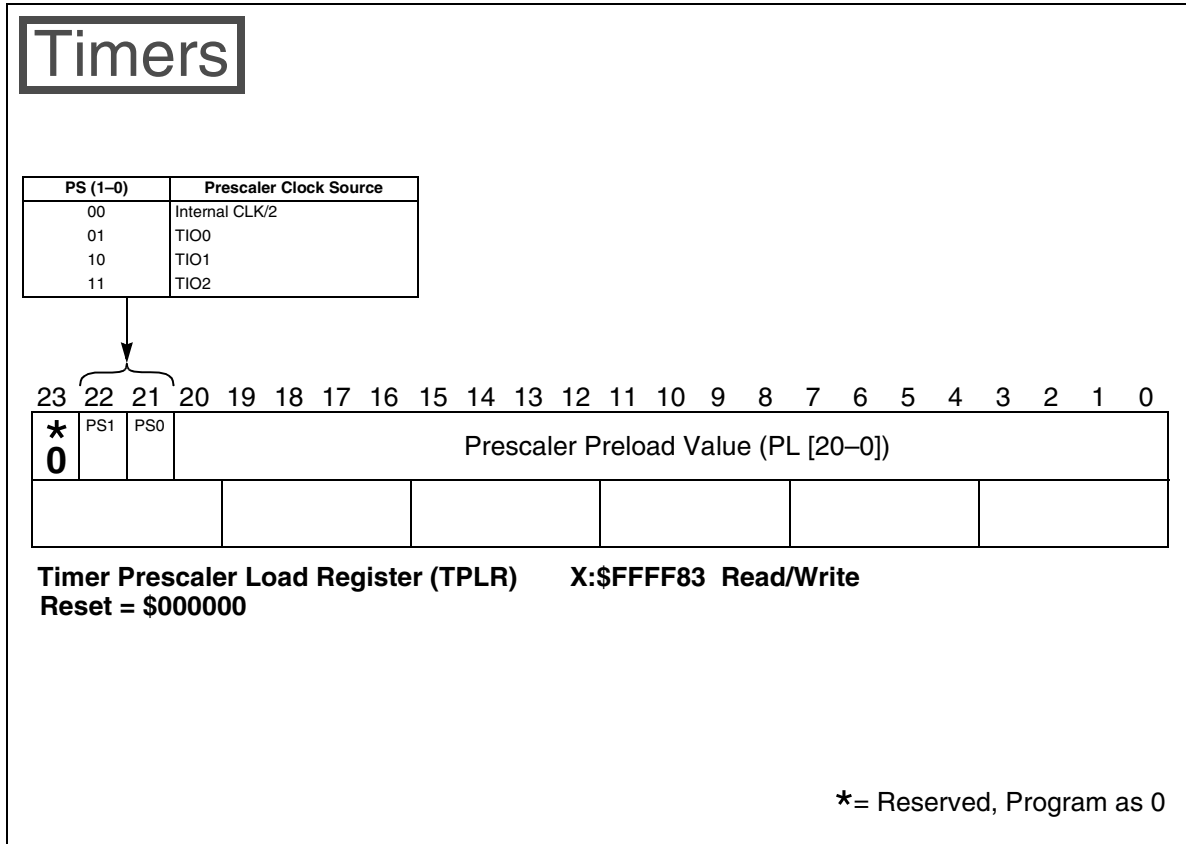 Timers
PS (1–0) Prescaler Clock Source
00 Internal CLK/2
01 TIO0
10 TIO1
11 TIO2
23 22 21 20 19 18 17 16 15 14 13 12 11 10 9 8 7 6 5 4 3 2 1 0
* PS1 PS0 Prescaler Preload Value (PL [20–0])
0
Timer Prescaler Load Register (TPLR) X:$FFFF83 Read/Write
Reset = $000000
*= Reserved, Program as 0